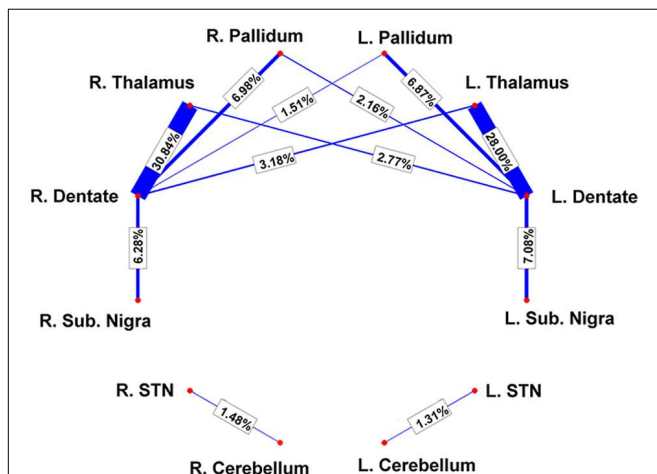 R. Pallidum
L. Pallidum
R. Thalamus
L. Thalamus
6.98%
1.51%
2.16%
6.87%
30.84%
3.18%
2.77%
28.00%
R. Dentate
L. Dentate
6.28%
7.08%
R. Sub. Nigra
L. Sub. Nigra
R. STN
L. STN
1.48%
1.31%
R. Cerebellum
L. Cerebellum